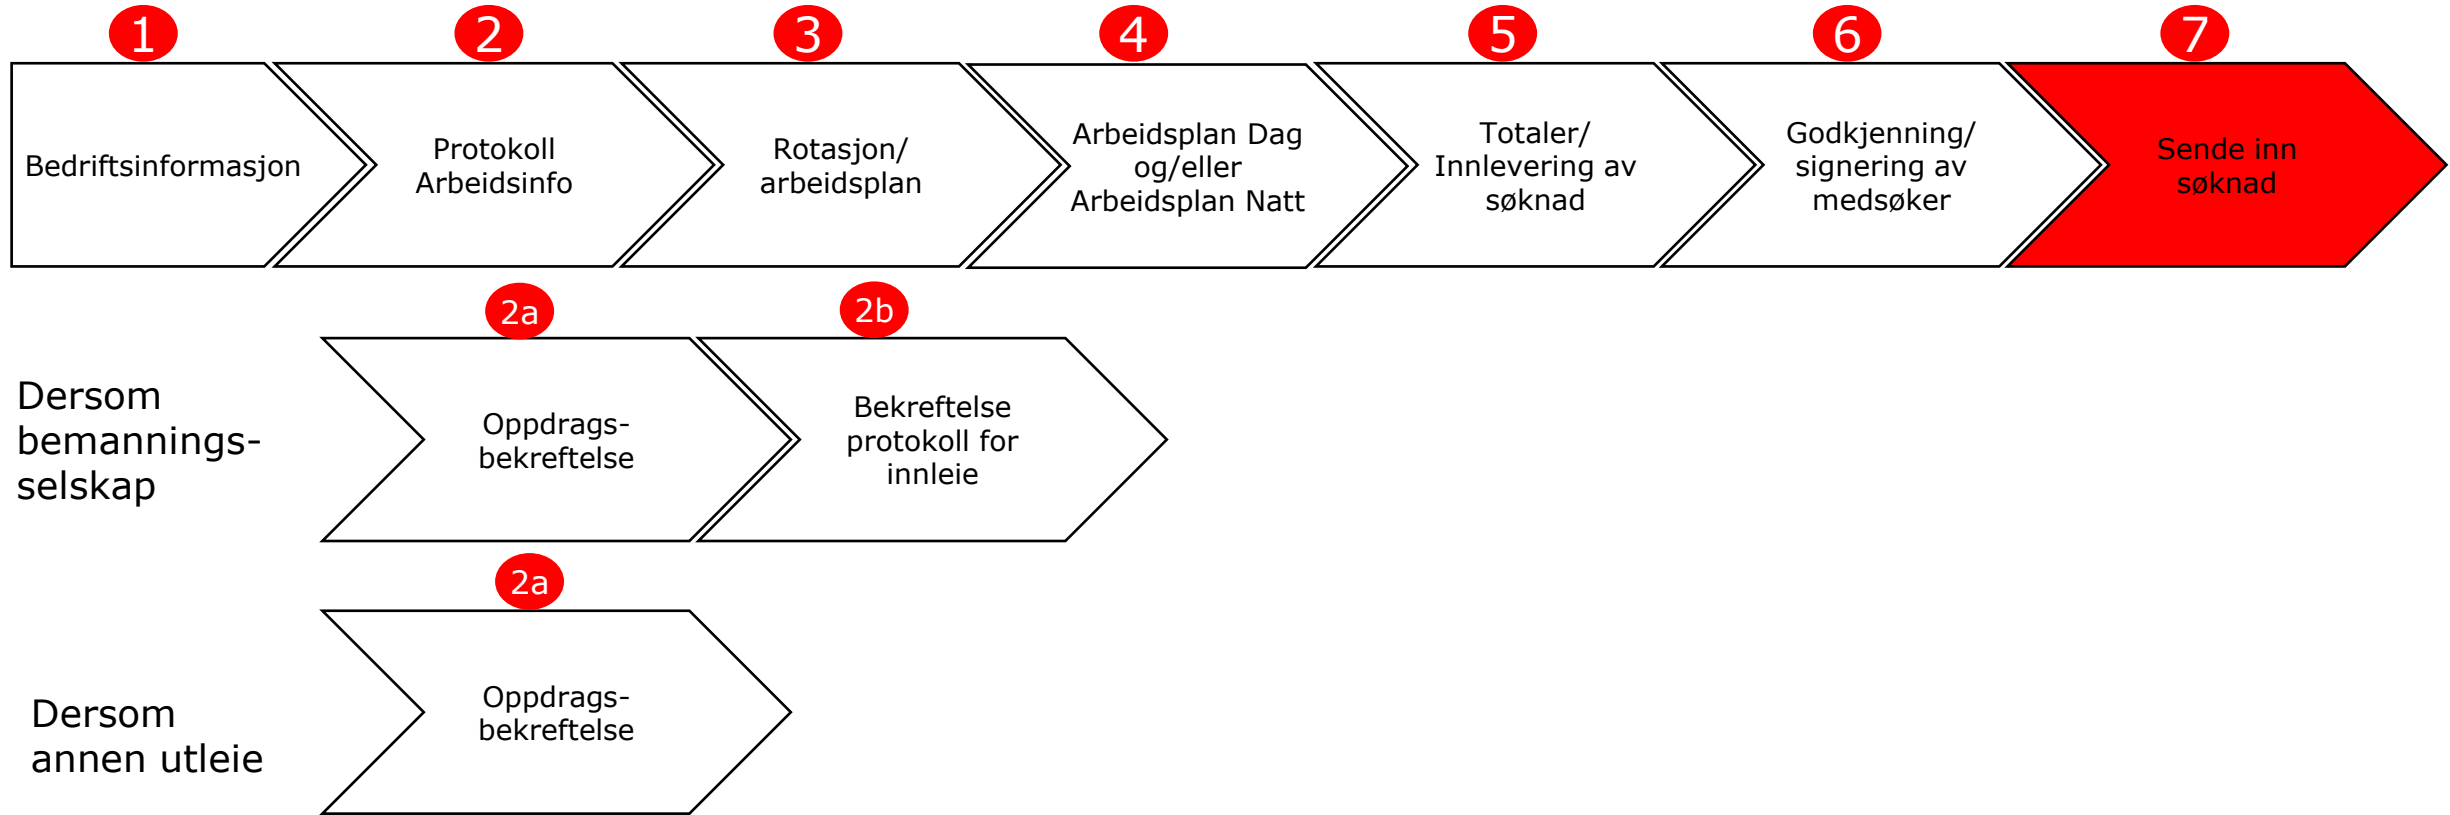 1
Bedriftsinformasjon
2
Protokoll
Arbeidsinfo
3
Rotasjon/
arbeidsplan
4
Arbeidsplan Dag
og/eller
Arbeidsplan Natt
5
Totaler/
Innlevering av
søknad
6
Godkjenning/
signering av
medsøker
7
Sende inn
søknad
Dersom
bemannings-
selskap
2a
Oppdrags-
bekreftelse
2b
Bekreftelse
protokoll for
innleie
Dersom
annen utleie
2a
Oppdrags-
bekreftelse